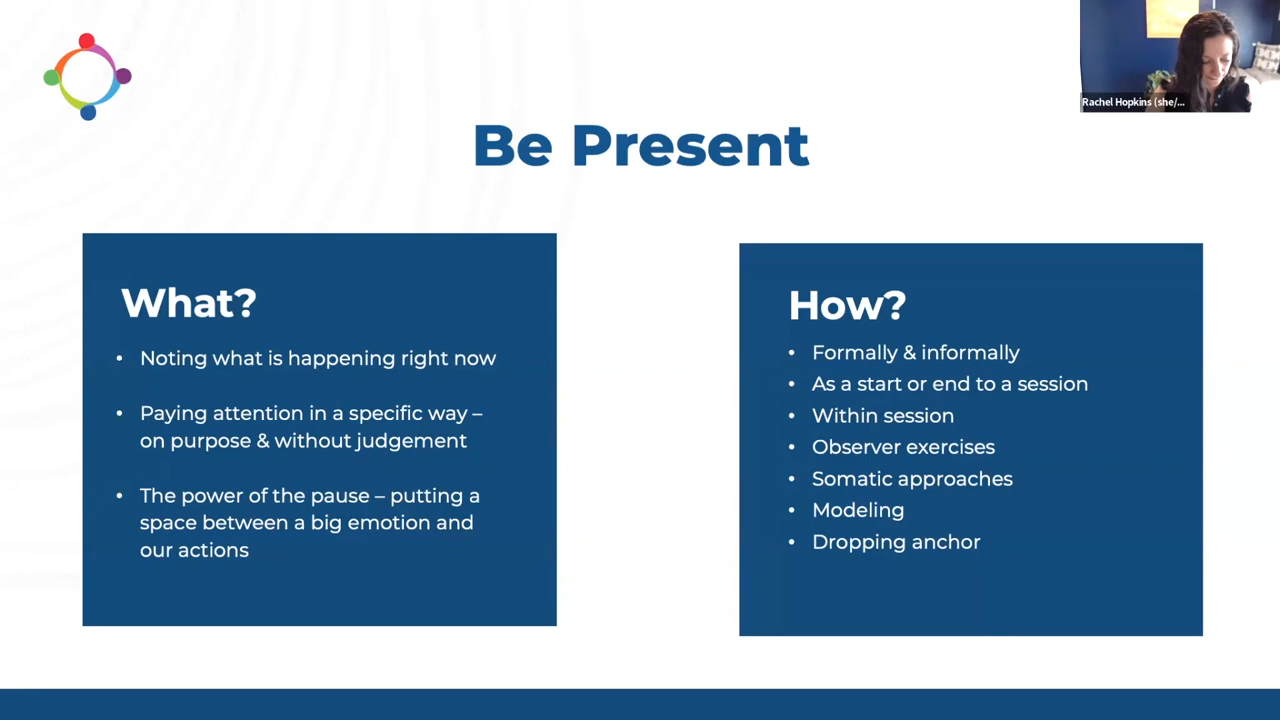 Rachel Hopkins (she/...
Be Present
What?
• Noting what is happening right now
• Paying attention in a specific way –
on purpose & without judgement
• The power of the pause – putting a
space between a big emotion and
our actions
How?
• Formally & informally
• As a start or end to a session
• Within session
• Observer exercises
• Somatic approaches
• Modeling
• Dropping anchor